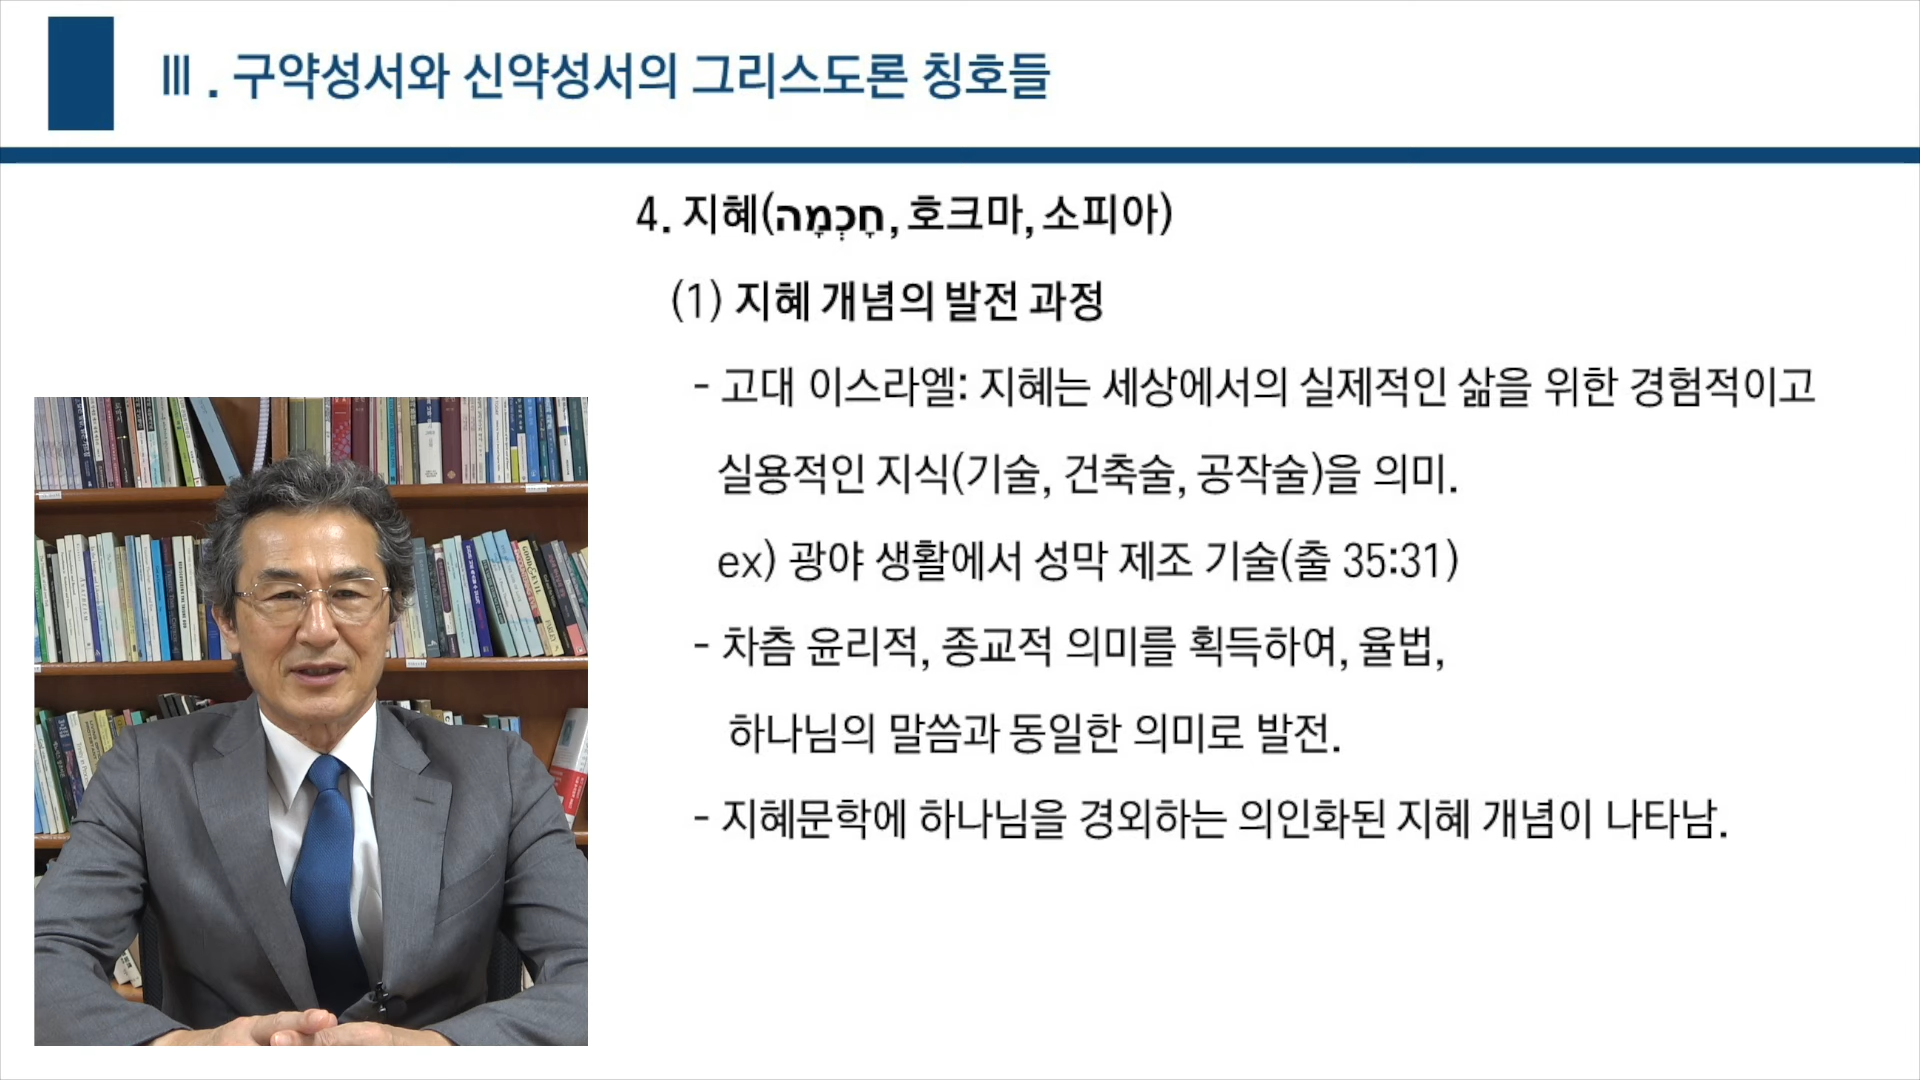 Ⅲ. 구약성서와 신약성서의 그리스도론 칭호들
4. 지혜(חָכְמָה, 호크마, 소피아)
(1) 지혜 개념의 발전 과정
- 고대 이스라엘: 지혜는 세상에서의 실제적인 삶을 위한 경험적이고
실용적인 지식(기술, 건축술, 공작술)을 의미.
ex) 광야 생활에서 성막 제조 기술(출 35:31)
- 차츰 윤리적, 종교적 의미를 획득하여, 율법,
하나님의 말씀과 동일한 의미로 발전.
- 지혜문학에 하나님을 경외하는 의인화된 지혜 개념이 나타남.